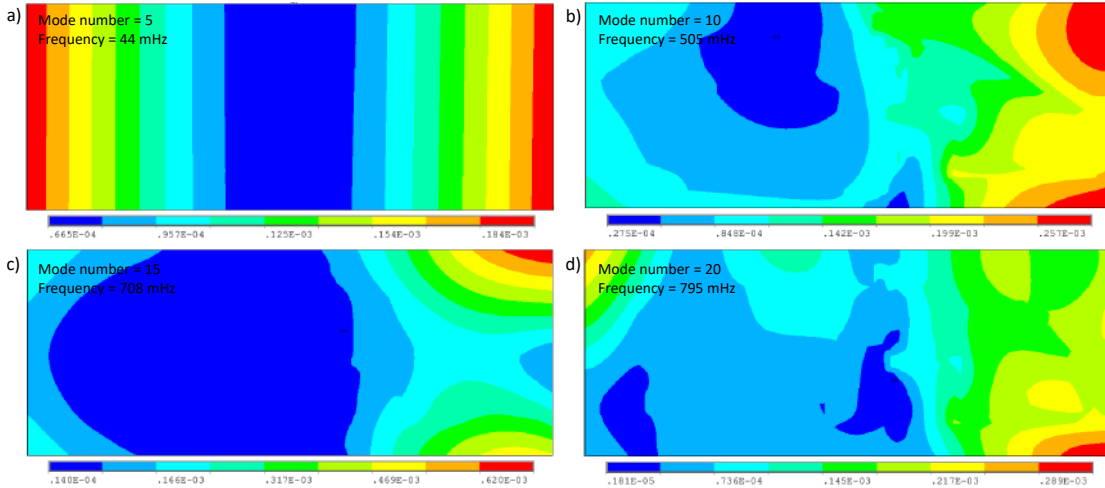 a)
Mode number = 5
Frequency = 44 mHz
.665E-04 .957E-04 .125E-03 .154E-03 .184E-03
b)
Mode number = 10
Frequency = 505 mHz
.275E-04 .848E-04 .142E-03 .199E-03 .257E-03
c)
Mode number = 15
Frequency = 708 mHz
.140E-04 .166E-03 .317E-03 .469E-03 .620E-03
d)
Mode number = 20
Frequency = 795 mHz
.181E-05 .736E-04 .145E-03 .217E-03 .289E-03